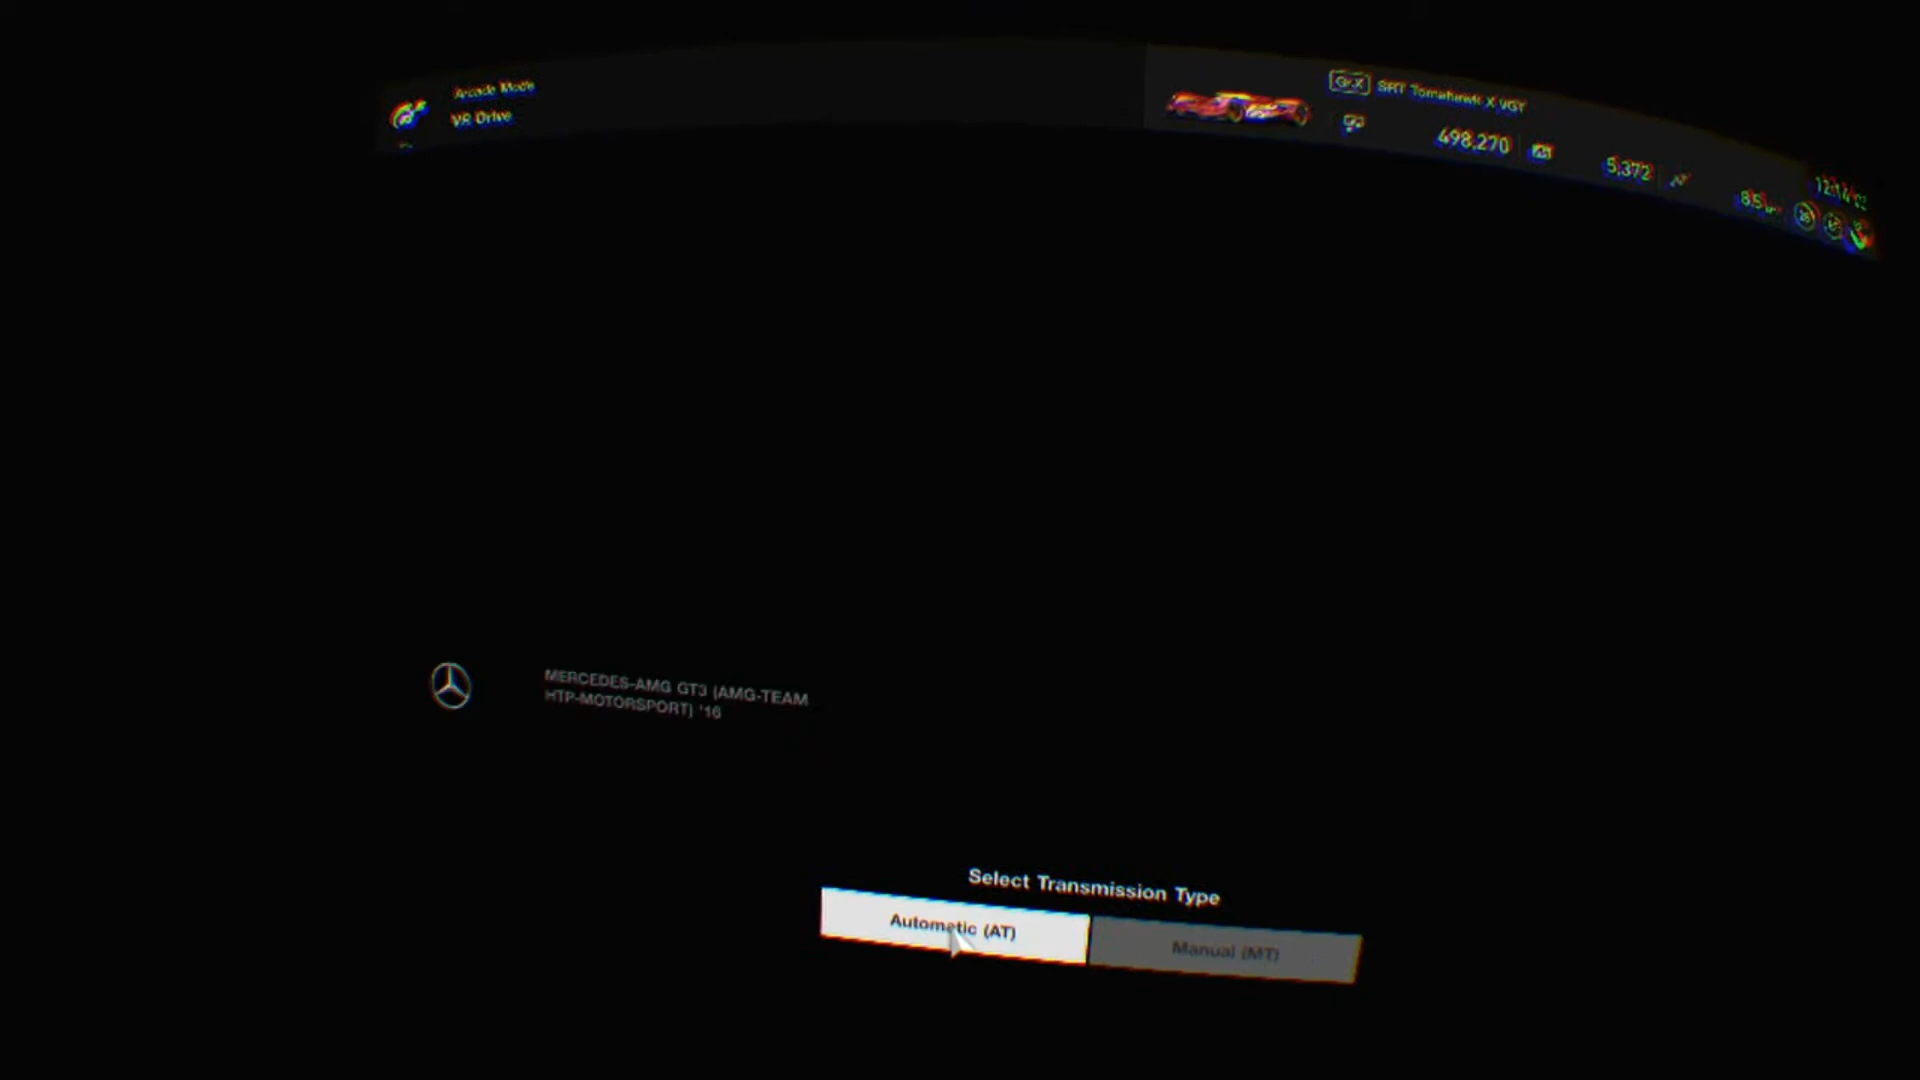 Arcade Mode
VR Drive
Gr.X SRT Tomahawk X VGT
498,270
5,372
MERCEDES-AMG GT3 (AMG-TEAM
HTP-MOTORSPORT) '16
Select Transmission Type
Automatic (AT)
Manual (MT)